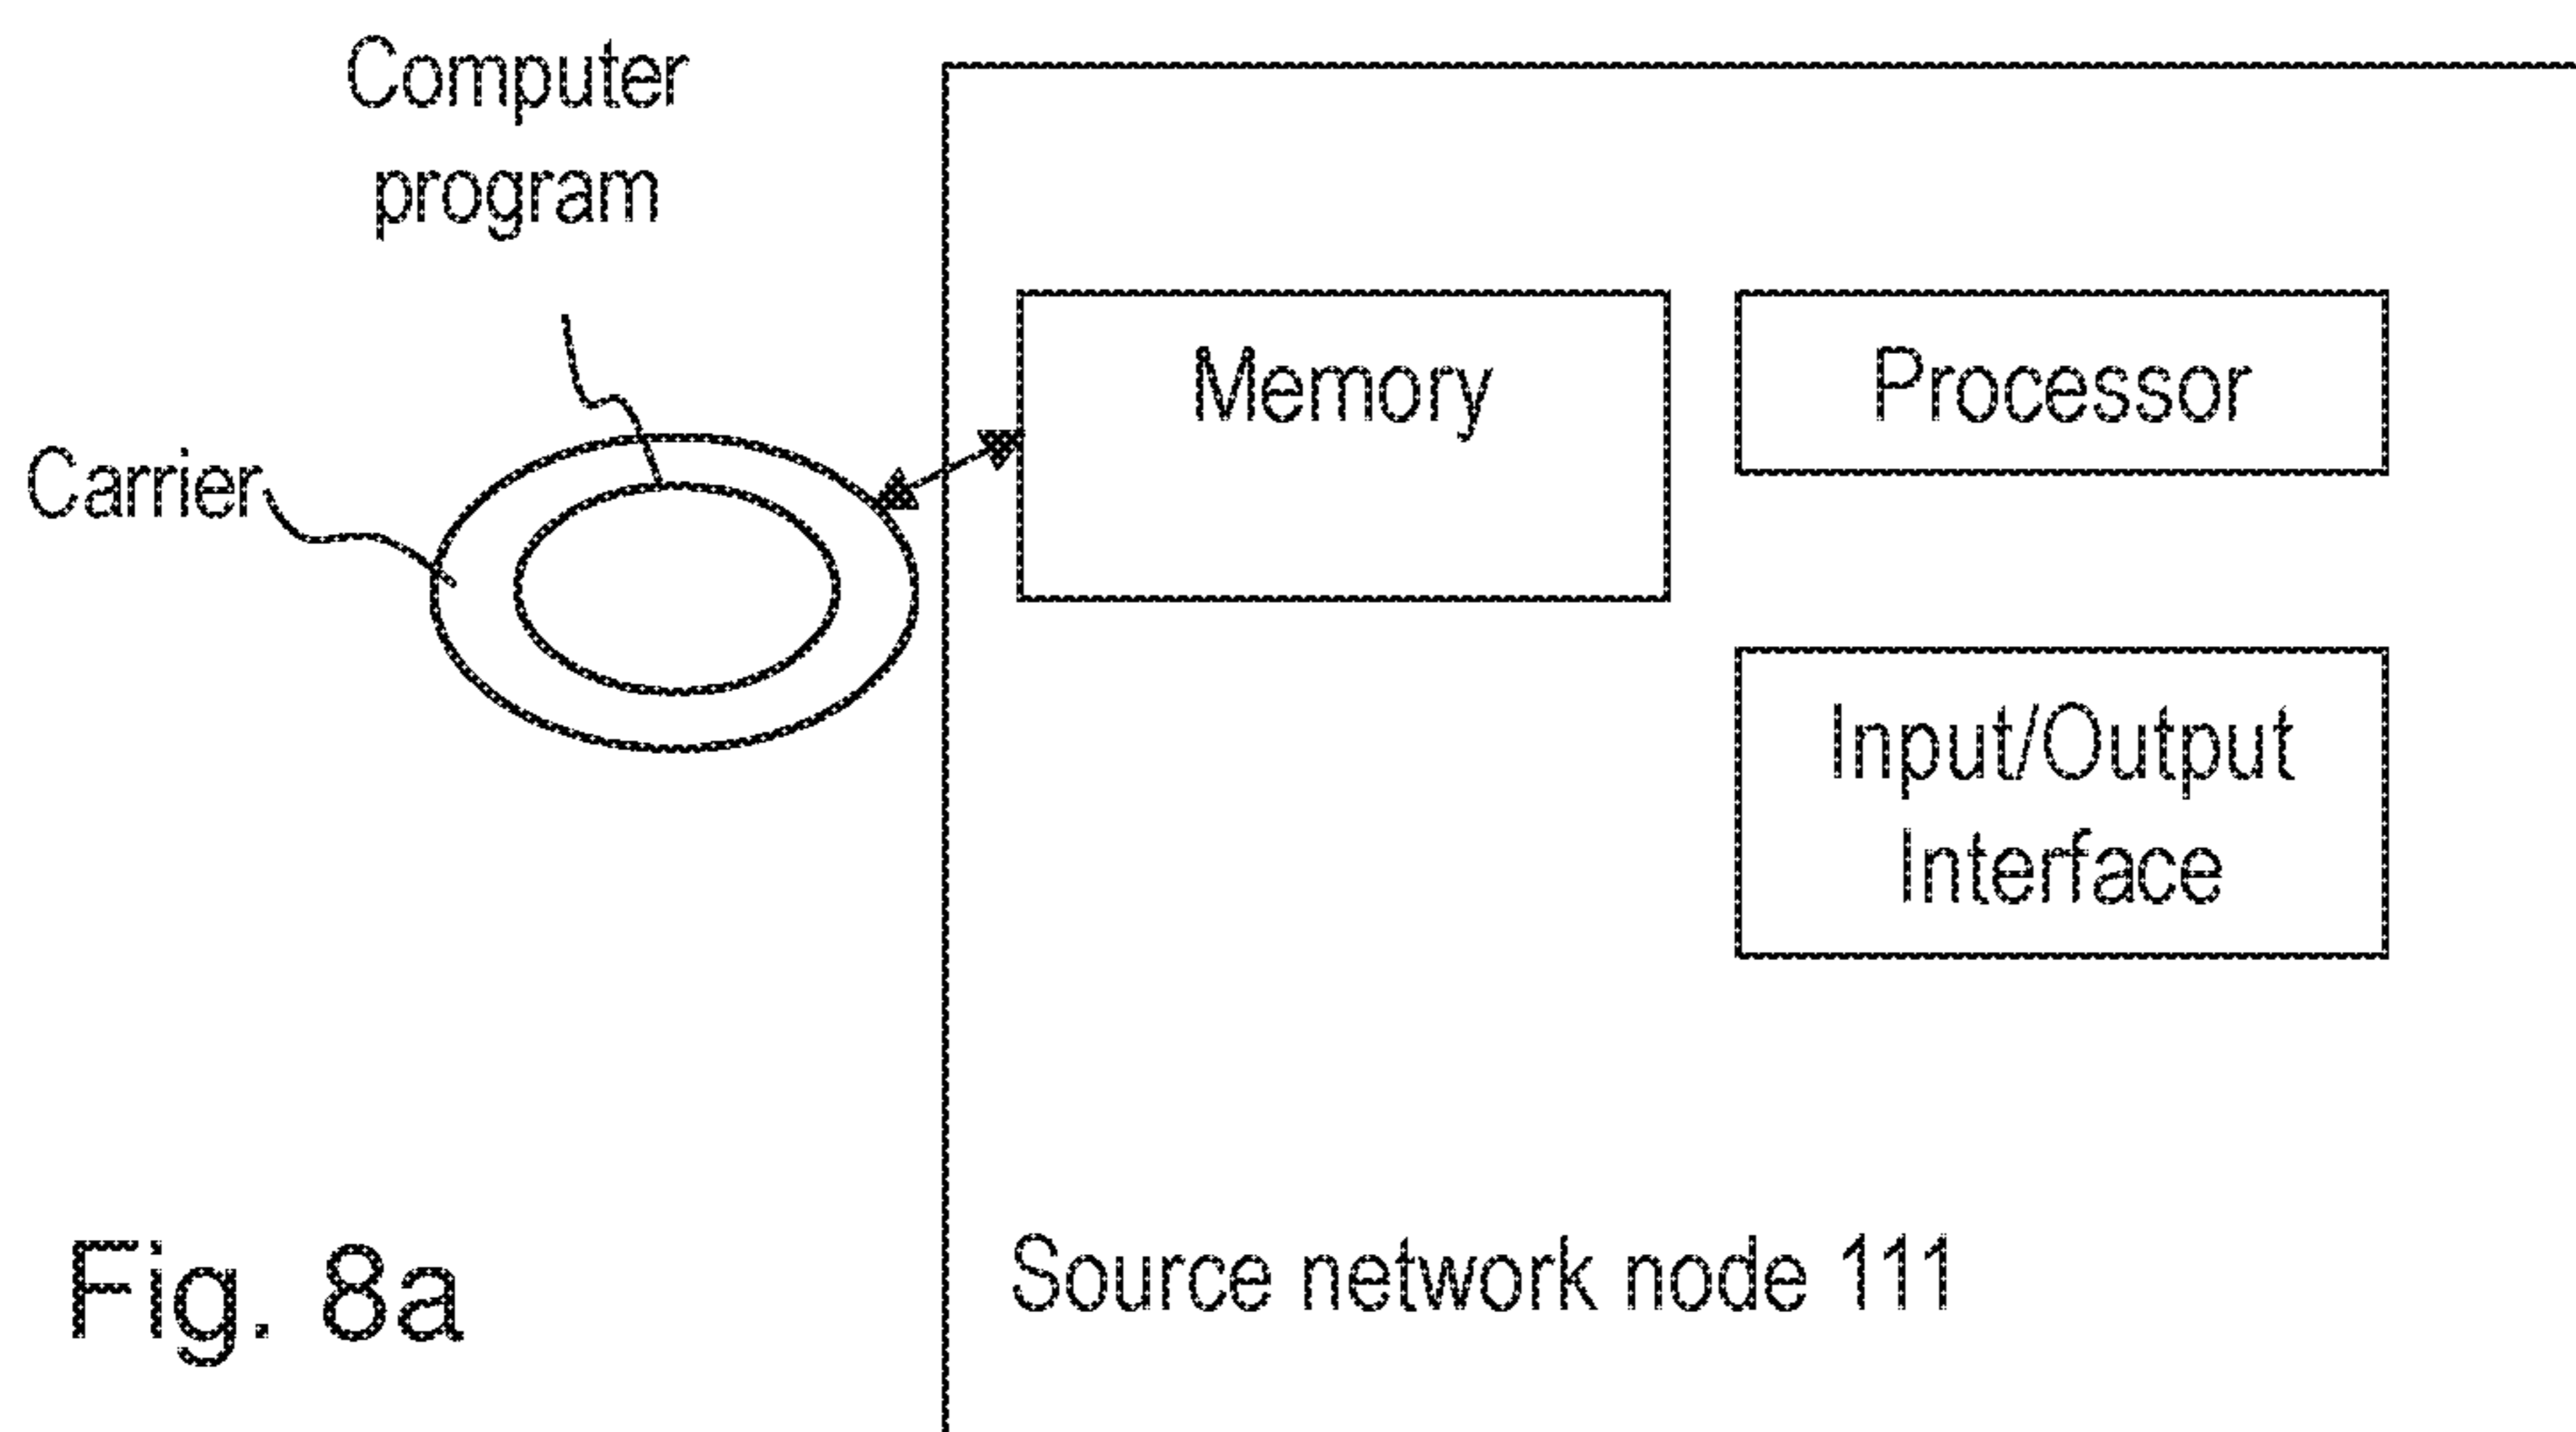 Computer
program
Carrier
Memory
Processor
Input/Output
Interface
Source network node 111
Fig. 8a